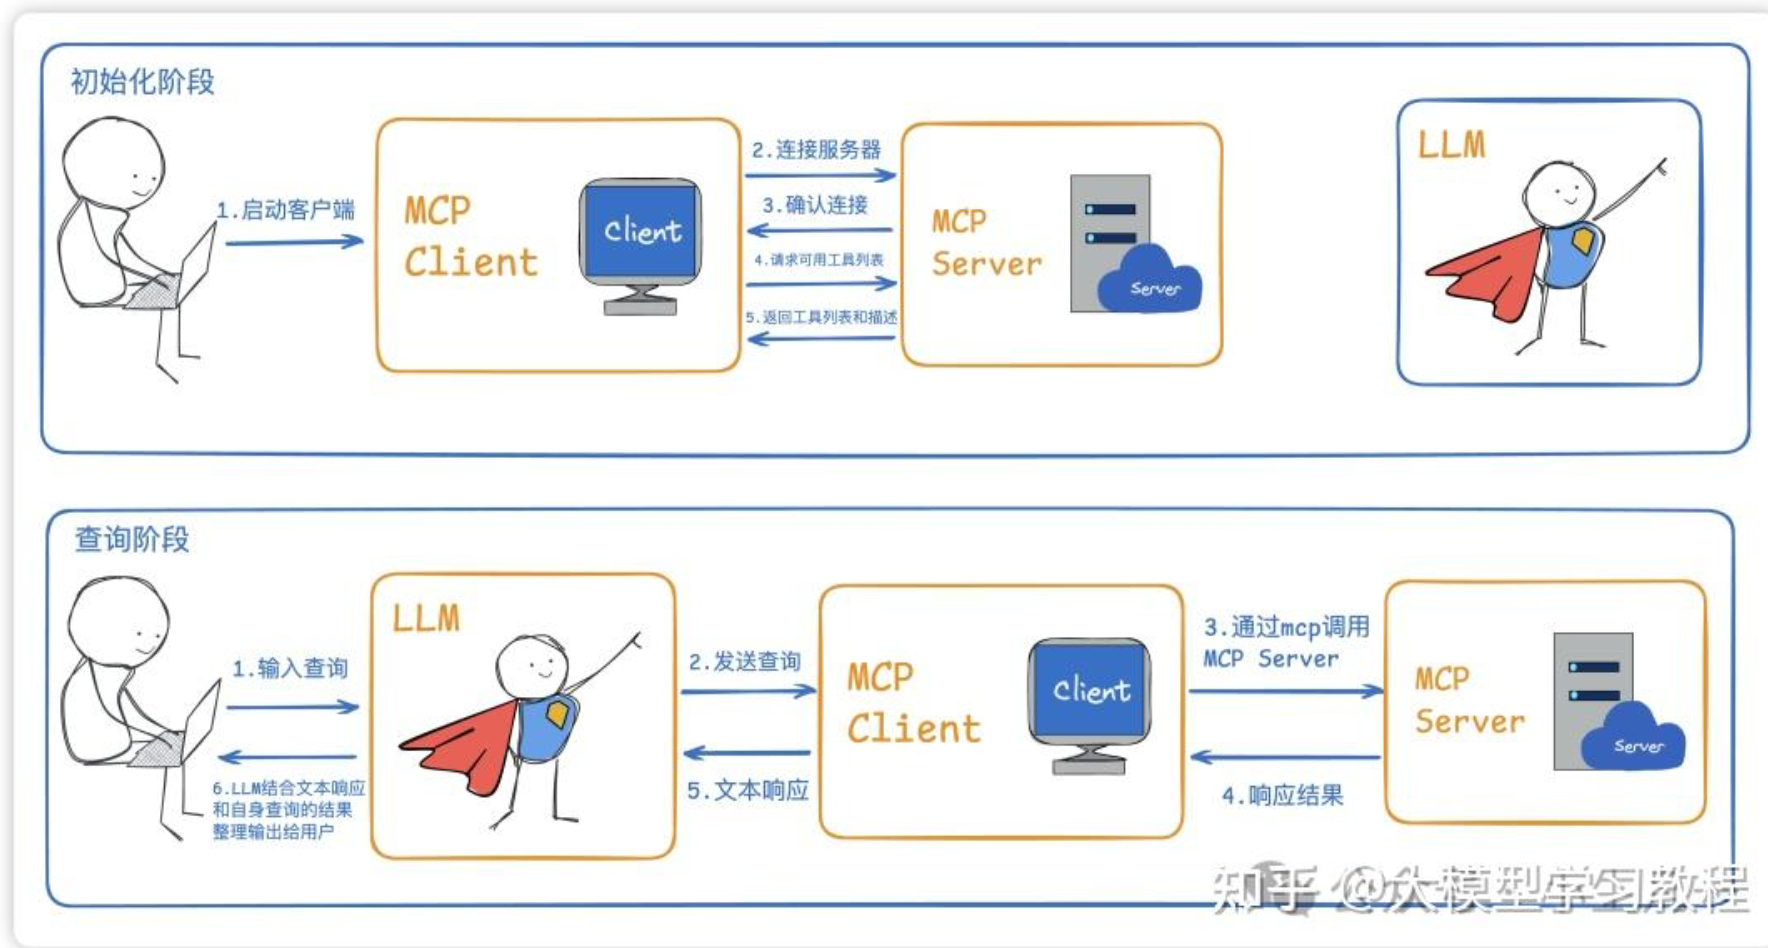 初始化阶段
1.启动客户端
MCP
Client
Client
2.连接服务器
3.确认连接
4.请求可用工具列表
5.返回工具列表和描述
MCP
Server
Server
LLM
查询阶段
1.输入查询
6.LLM结合文本响应
和自身查询的结果
整理输出给用户
LLM
2.发送查询
5.文本响应
MCP
Client
Client
3.通过mcp调用
MCP Server
4.响应结果
MCP
Server
Server
知乎 @大模型学习教程